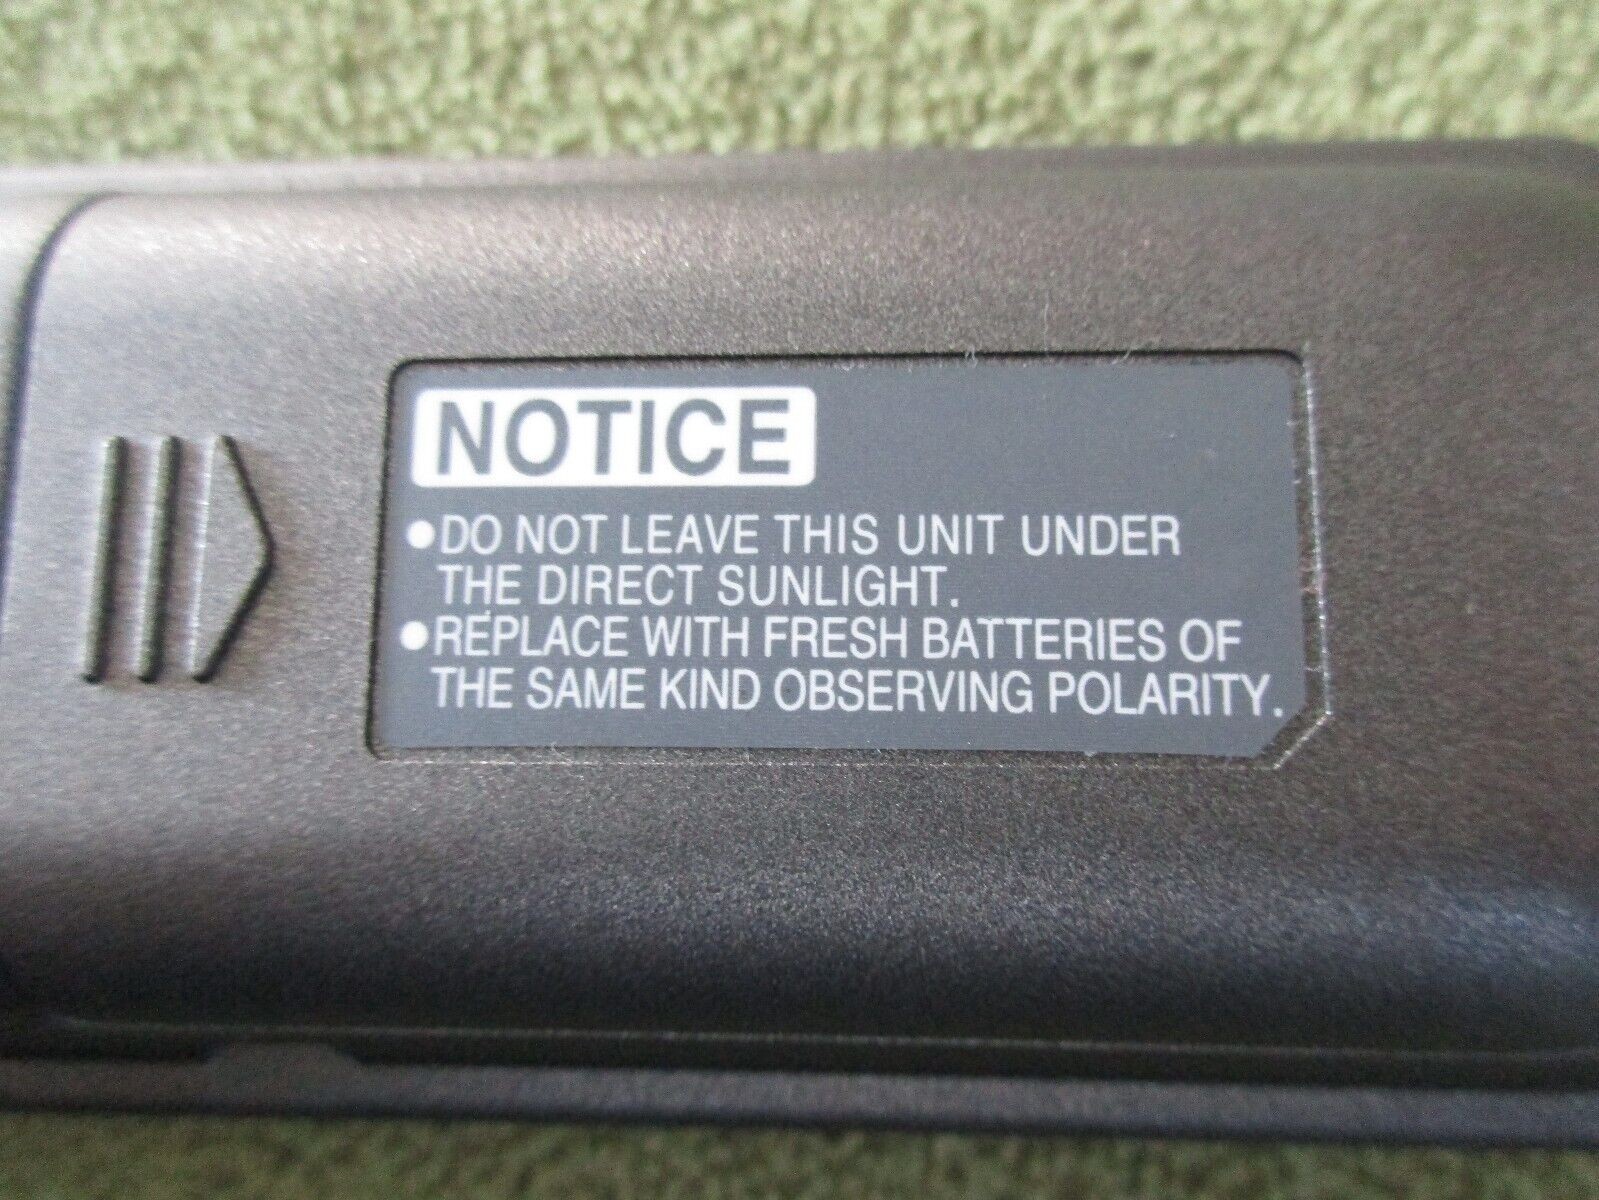 NOTICE
●DO NOT LEAVE THIS UNIT UNDER
THE DIRECT SUNLIGHT.
●REPLACE WITH FRESH BATTERIES OF
THE SAME KIND OBSERVING POLARITY.